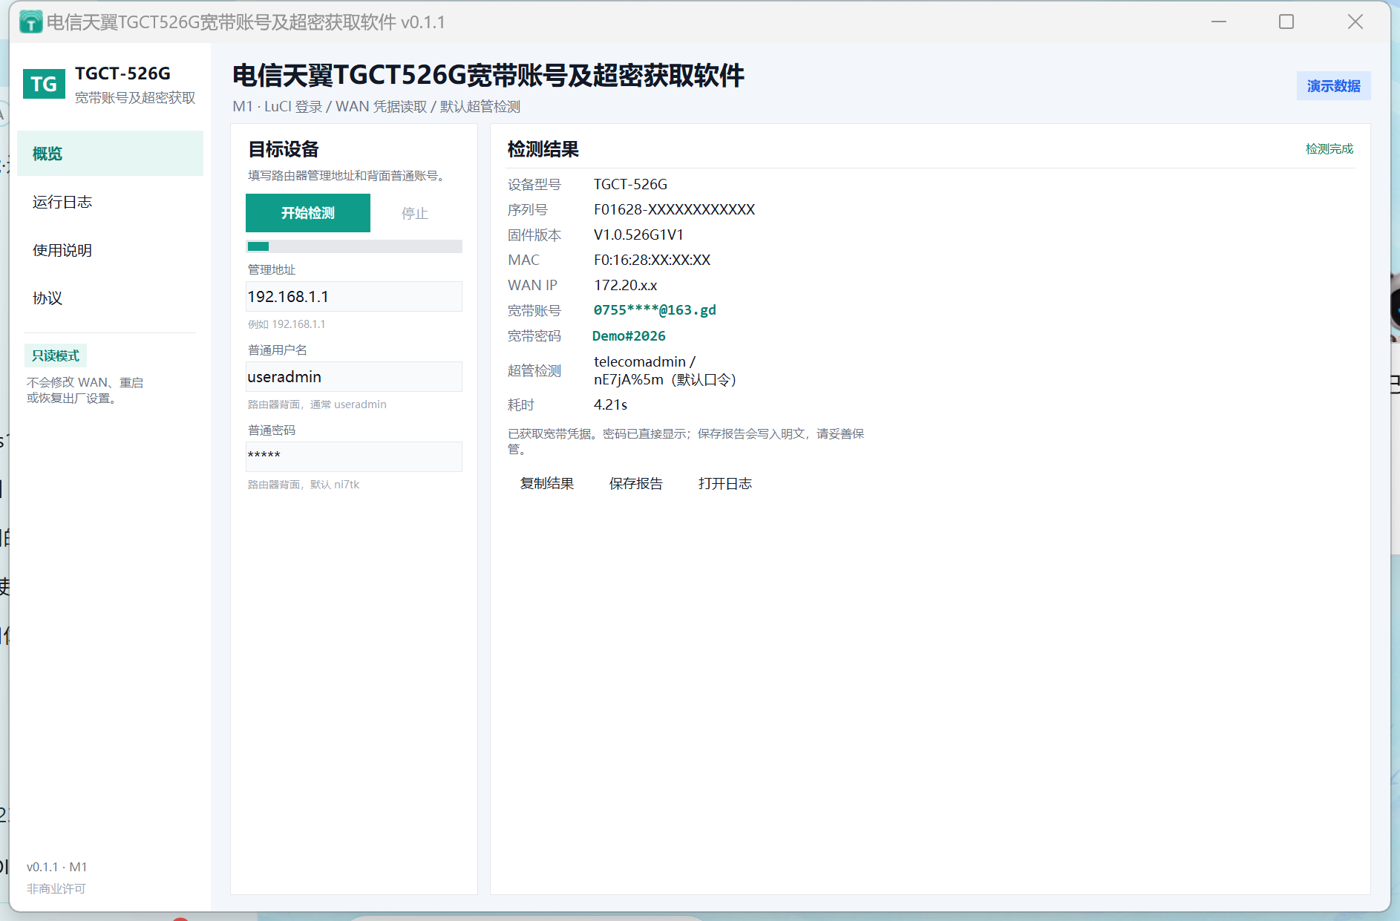 电信天翼TGCT526G宽带账号及超密获取软件 v0.1.1
TG
TGCT-526G
宽带账号及超密获取
概览
运行日志
使用说明
协议
只读模式
不会修改 WAN、重启
或恢复出厂设置。
v0.1.1 · M1
非商业许可
电信天翼TGCT526G宽带账号及超密获取软件
M1 · LuCI 登录 / WAN 凭据读取 / 默认超管检测
演示数据
目标设备
填写路由器管理地址和背面普通账号。
开始检测
停止
管理地址
192.168.1.1
例如 192.168.1.1
普通用户名
useradmin
路由器背面，通常 useradmin
普通密码
*****
路由器背面，默认 ni7tk
检测结果
检测完成
设备型号 TGCT-526G
序列号 F01628-XXXXXXXXXXXX
固件版本 V1.0.526G1V1
MAC F0:16:28:XX:XX:XX
WAN IP 172.20.x.x
宽带账号 0755****@163.gd
宽带密码 Demo#2026
超管检测 telecomadmin /
nE7jA%5m（默认口令）
耗时 4.21s
已获取宽带凭据。密码已直接显示；保存报告会写入明文，请妥善保
管。
复制结果
保存报告
打开日志